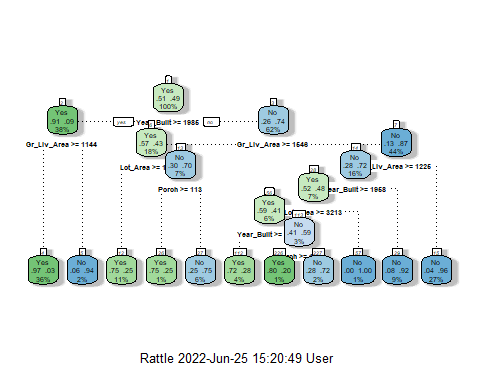 Yes
.51 .49
100%
yes
Year_Built >= 1985
no
Yes
.91 .09
38%
No
.26 .74
62%
Gr_Liv_Area >= 1144
Yes
.57 .43
18%
Gr_Liv_Area >= 1546
No
.13 .87
44%
Lot_Area >=
No
.30 .70
7%
No
.28 .72
16%
Liv_Area >= 1225
Porch >= 113
Yes
.52 .48
7%
Year_Built >= 1958
Yes
.59 .41
6%
>= 3213
Year_Built >=
No
.41 .59
3%
Yes
.97 .03
36%
No
.06 .94
2%
Yes
.75 .25
11%
Yes
.75 .25
1%
No
.25 .75
6%
Yes
.72 .28
4%
Yes
.80 .20
1%
No
.28 .72
2%
No
.00 1.00
1%
No
.08 .92
9%
No
.04 .96
27%
Rattle 2022-Jun-25 15:20:49 User